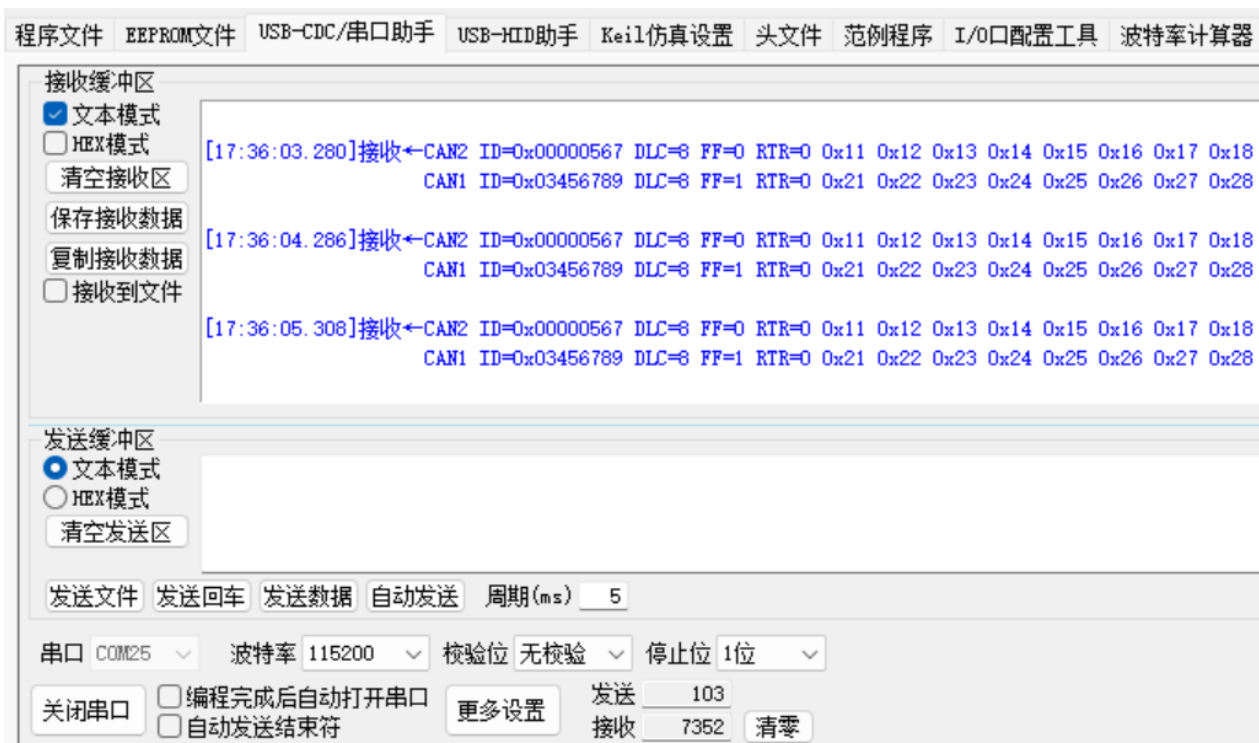 程序文件 EEPROM文件 USB-CDC/串口助手 USB-HID助手 Keil仿真设置 头文件 范例程序 I/O口配置工具 波特率计算器
接收缓冲区
文本模式
HEX模式
清空接收区
保存接收数据
复制接收数据
接收到文件
[17:36:03.280]接收←CAN2 ID=0x00000567 DLC=8 FF=0 RTR=0 0x11 0x12 0x13 0x14 0x15 0x16 0x17 0x18
CAN1 ID=0x03456789 DLC=8 FF=1 RTR=0 0x21 0x22 0x23 0x24 0x25 0x26 0x27 0x28
[17:36:04.286]接收←CAN2 ID=0x00000567 DLC=8 FF=0 RTR=0 0x11 0x12 0x13 0x14 0x15 0x16 0x17 0x18
CAN1 ID=0x03456789 DLC=8 FF=1 RTR=0 0x21 0x22 0x23 0x24 0x25 0x26 0x27 0x28
[17:36:05.308]接收←CAN2 ID=0x00000567 DLC=8 FF=0 RTR=0 0x11 0x12 0x13 0x14 0x15 0x16 0x17 0x18
CAN1 ID=0x03456789 DLC=8 FF=1 RTR=0 0x21 0x22 0x23 0x24 0x25 0x26 0x27 0x28
发送缓冲区
文本模式
HEX模式
清空发送区
发送文件 发送回车 发送数据 自动发送 周期(ms) 5
串口 COM25 波特率 115200 校验位 无校验 停止位 1位
关闭串口 编程完成后自动打开串口 更多设置 发送 103
自动发送结束符 接收 7352 清零